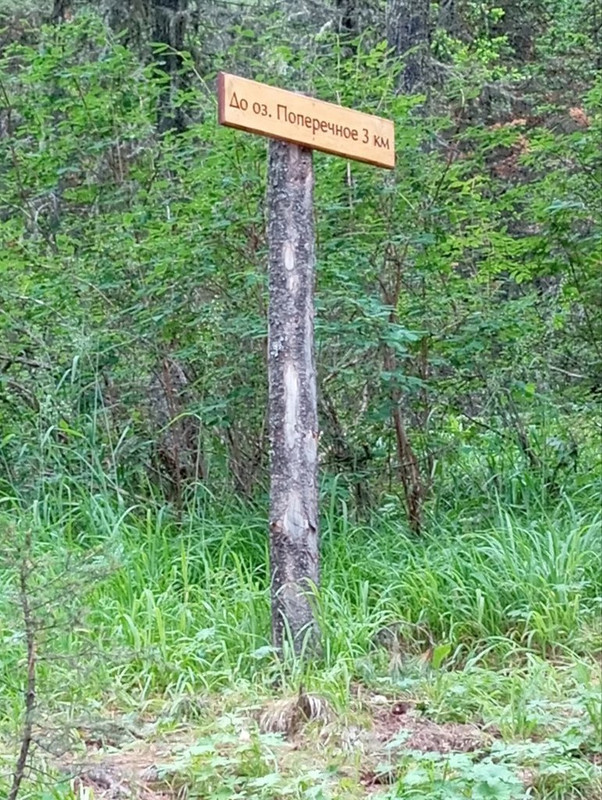 До оз. Поперечное 3 км